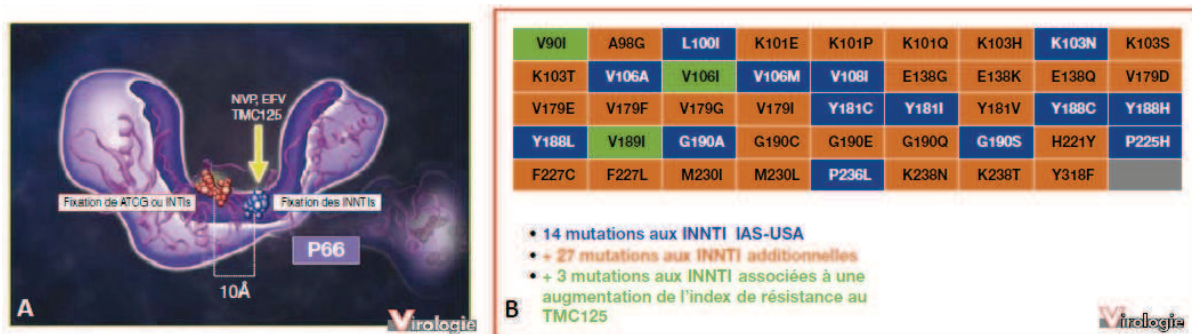 NVP, EFV
TMC125
Fixation de ATCG ou INTIs
Fixation des INNTIs
P66
10Å
A
Virologie
V90I A98G L100I K101E K101P K101Q K103H K103N K103S
K103T V106A V106I V106M V108I E138G E138K E138Q V179D
V179E V179F V179G V179I Y181C Y181I Y181V Y188C Y188H
Y188L V189I G190A G190C G190E G190Q G190S H221Y P225H
F227C F227L M230I M230L P236L K238N K238T Y318F
• 14 mutations aux INNTI IAS-USA
• + 27 mutations aux INNTI additionnelles
• + 3 mutations aux INNTI associées à une
augmentation de l'index de résistance au
TMC125
B
Virologie